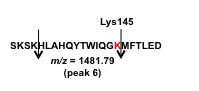 Lys145
SKSKHLAHQYTWIQGKMFTLED
m/z = 1481.79
(peak 6)